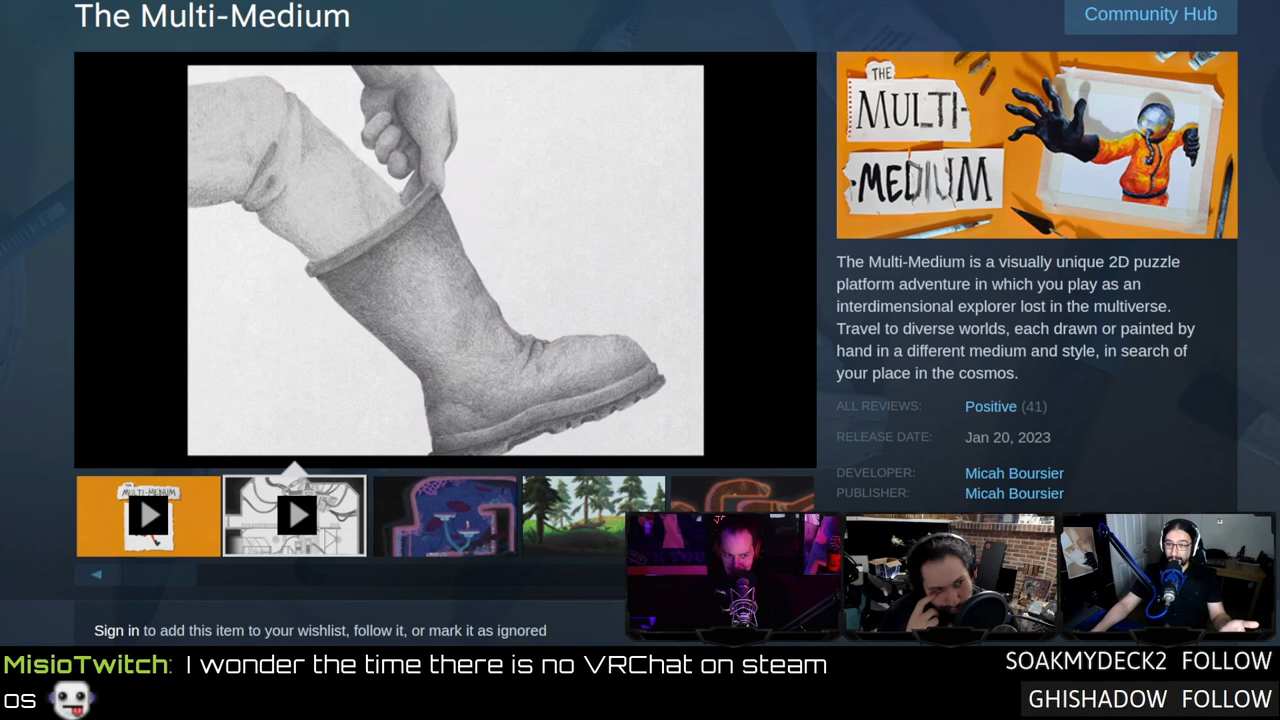 The Multi-Medium
Community Hub
THE
MULTI-
-MEDIUM
The Multi-Medium is a visually unique 2D puzzle
platform adventure in which you play as an
interdimensional explorer lost in the multiverse.
Travel to diverse worlds, each drawn or painted by
hand in a different medium and style, in search of
your place in the cosmos.
ALL REVIEWS: Positive (41)
RELEASE DATE: Jan 20, 2023
DEVELOPER: Micah Boursier
PUBLISHER: Micah Boursier
MULTI-MEDIUM
Sign in to add this item to your wishlist, follow it, or mark it as ignored
MisioTwitch: I wonder the time there is no VRChat on steam
os
SOAKMYDECK2 FOLLOW
GHISHADOW FOLLOW